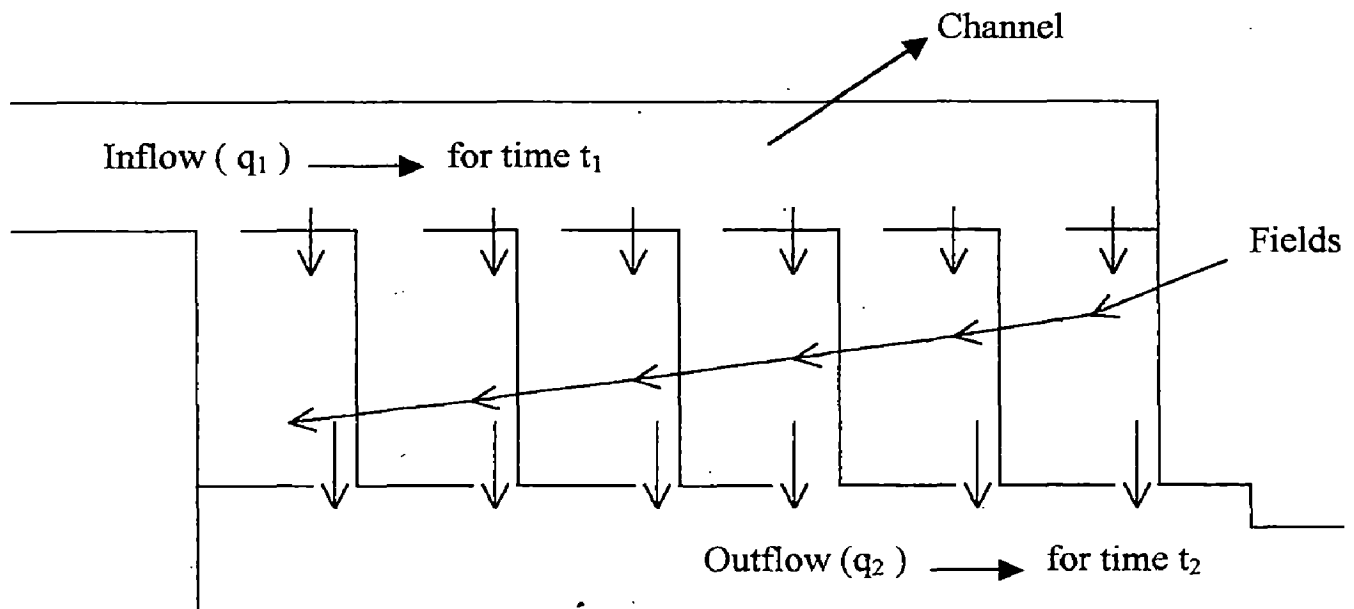 Channel
Inflow ( q₁ ) for time t₁
Fields
Outflow (q₂ ) for time t₂